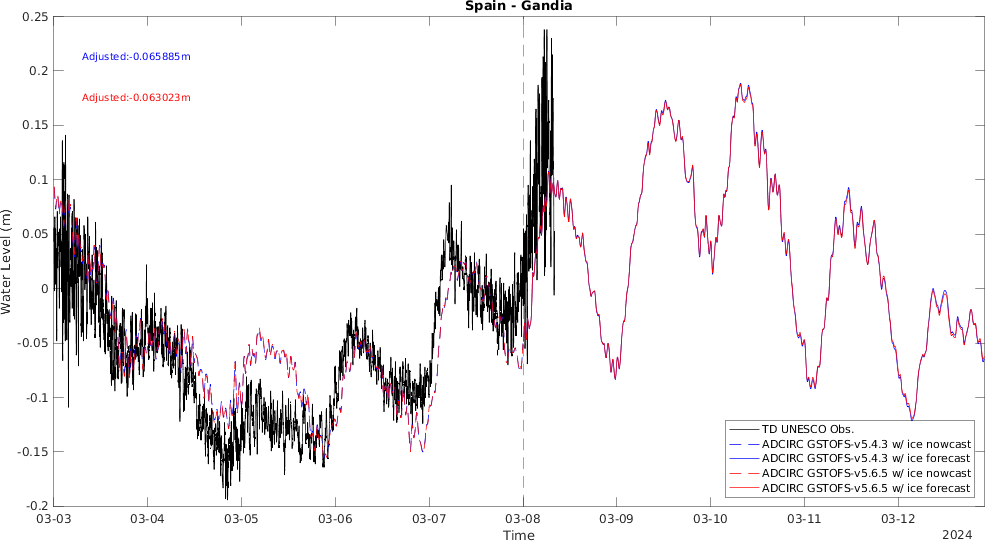 Spain - Gandia
0.25
0.2
0.15
0.1
0.05
0
-0.05
-0.1
-0.15
-0.2
Water Level (m)
Adjusted:-0.065885m
Adjusted:-0.063023m
TD UNESCO Obs.
ADCIRC GSTOFS-v5.4.3 w/ ice nowcast
ADCIRC GSTOFS-v5.4.3 w/ ice forecast
ADCIRC GSTOFS-v5.6.5 w/ ice nowcast
ADCIRC GSTOFS-v5.6.5 w/ ice forecast
03-03 03-04 03-05 03-06 03-07 03-08 03-09 03-10 03-11 03-12
Time
2024